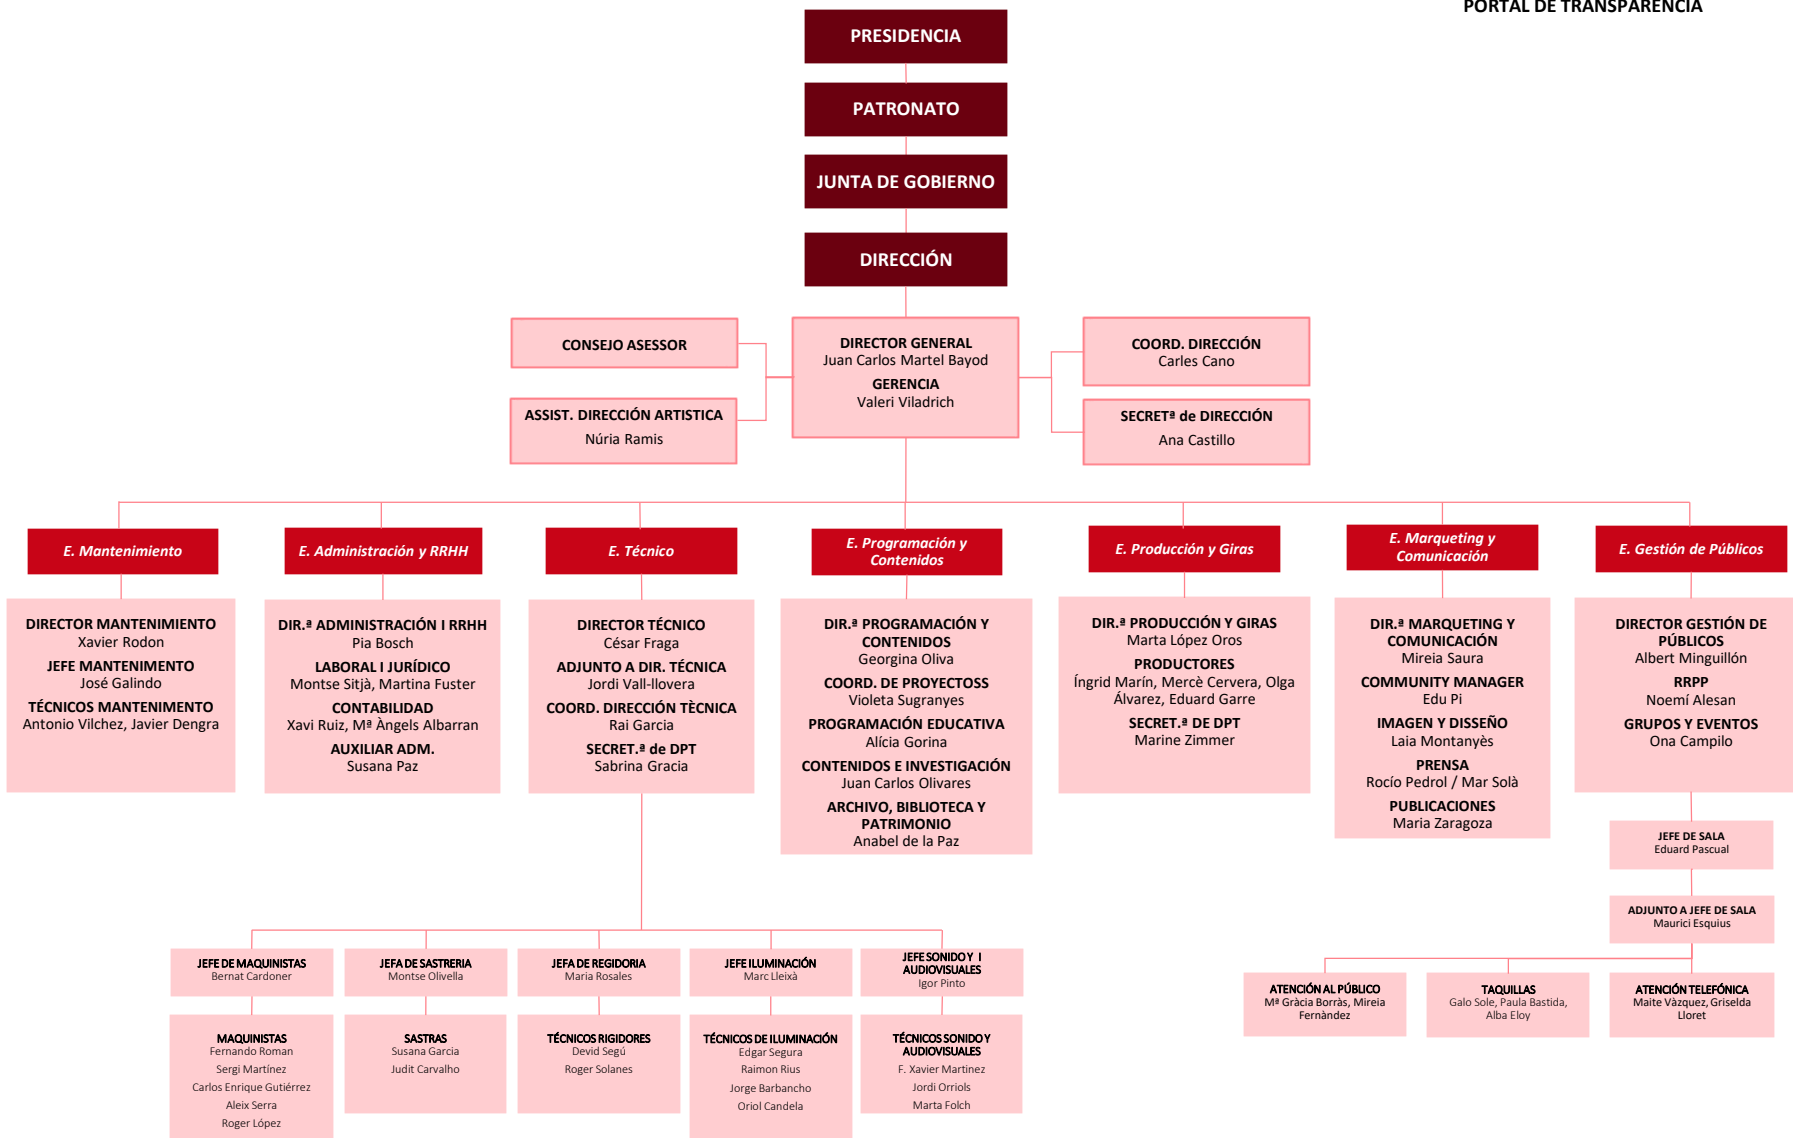 PORTAL DE TRANSPARENCIA
PRESIDENCIA
PATRONATO
JUNTA DE GOBIERNO
DIRECCIÓN
CONSEJO ASESSOR
DIRECTOR GENERAL
Juan Carlos Martel Bayod
GERENCIA
Valeri Viladrich
COORD. DIRECCIÓN
Carles Cano
ASSIST. DIRECCIÓN ARTISTICA
Núria Ramis
SECRETª de DIRECCIÓN
Ana Castillo
E. Mantenimiento
DIRECTOR MANTENIMIENTO
Xavier Rodon
JEFE MANTENIMENTO
José Galindo
TÉCNICOS MANTENIMENTO
Antonio Vilchez, Javier Dengra
E. Administración y RRHH
DIR.ª ADMINISTRACIÓN I RRHH
Pia Bosch
LABORAL I JURÍDICO
Montse Sitjà, Martina Fuster
CONTABILIDAD
Xavi Ruiz, Mª Àngels Albarran
AUXILIAR ADM.
Susana Paz
E. Técnico
DIRECTOR TÉCNICO
César Fraga
ADJUNTO A DIR. TÉCNICA
Jordi Vall-llovera
COORD. DIRECCIÓN TÈCNICA
Rai Garcia
SECRET.ª de DPT
Sabrina Gracia
E. Programación y
Contenidos
DIR.ª PROGRAMACIÓN Y
CONTENIDOS
Georgina Oliva
COORD. DE PROYECTOSS
Violeta Sugranyes
PROGRAMACIÓN EDUCATIVA
Alícia Gorina
CONTENIDOS E INVESTIGACIÓN
Juan Carlos Olivares
ARCHIVO, BIBLIOTECA Y
PATRIMONIO
Anabel de la Paz
E. Producción y Giras
DIR.ª PRODUCCIÓN Y GIRAS
Marta López Oros
PRODUCTORES
Íngrid Marín, Mercè Cervera, Olga
Álvarez, Eduard Garre
SECRET.ª DE DPT
Marine Zimmer
E. Marqueting y
Comunicación
DIR.ª MARQUETING Y
COMUNICACIÓN
Mireia Saura
COMMUNITY MANAGER
Edu Pi
IMAGEN Y DISSEÑO
Laia Montanyès
PRENSA
Rocío Pedrol / Mar Solà
PUBLICACIONES
Maria Zaragoza
E. Gestión de Públicos
DIRECTOR GESTIÓN DE
PÚBLICOS
Albert Minguillón
RRPP
Noemí Alesan
GRUPOS Y EVENTOS
Ona Campilo
JEFE DE SALA
Eduard Pascual
ADJUNTO A JEFE DE SALA
Maurici Esquius
JEFE DE MAQUINISTAS
Bernat Cardoner
JEFA DE SASTRERIA
Montse Olivella
JEFA DE REGIDORIA
Maria Rosales
JEFE ILUMINACIÓN
Marc Lleixà
JEFE SONIDO Y I
AUDIOVISUALES
Igor Pinto
ATENCIÓN AL PÚBLICO
Mª Gràcia Borràs, Mireia
Fernàndez
TAQUILLAS
Galo Sole, Paula Bastida,
Alba Eloy
ATENCIÓN TELEFÓNICA
Maite Vàzquez, Griselda
Lloret
MAQUINISTAS
Fernando Roman
Sergi Martínez
Carlos Enrique Gutiérrez
Aleix Serra
Roger López
SASTRAS
Susana Garcia
Judit Carvalho
TÉCNICOS RIGIDORES
Devid Segú
Roger Solanes
TÉCNICOS DE ILUMINACIÓN
Edgar Segura
Raimon Rius
Jorge Barbancho
Oriol Candela
TÉCNICOS SONIDO Y
AUDIOVISUALES
F. Xavier Martinez
Jordi Orriols
Marta Folch